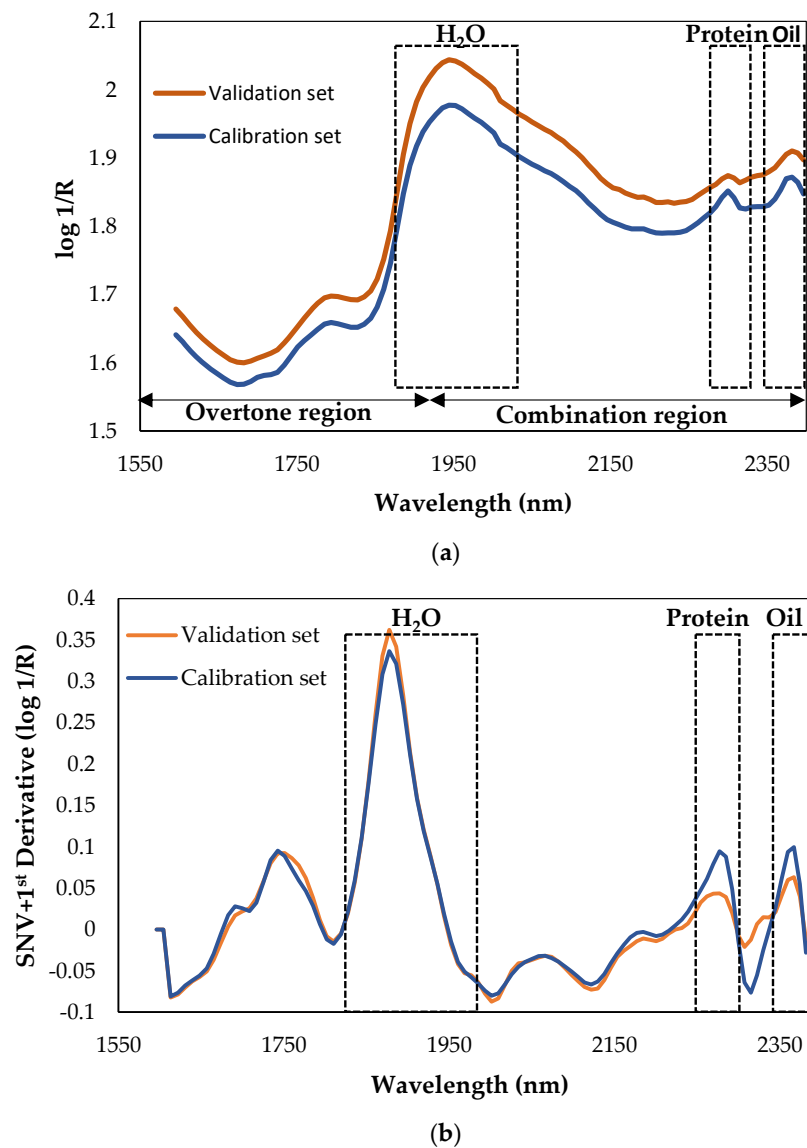 2.1
2
1.9
1.8
1.7
1.6
1.5
log 1/R
H₂O
Protein Oil
Validation set
Calibration set
Overtone region
Combination region
1550
1750
1950
2150
2350
Wavelength (nm)
(a)
0.4
0.35
0.3
0.25
0.2
0.15
0.1
0.05
0
-0.05
-0.1
SNV+1ˢᵗ Derivative (log 1/R)
H₂O
Protein
Oil
Validation set
Calibration set
1550
1750
1950
2150
2350
Wavelength (nm)
(b)